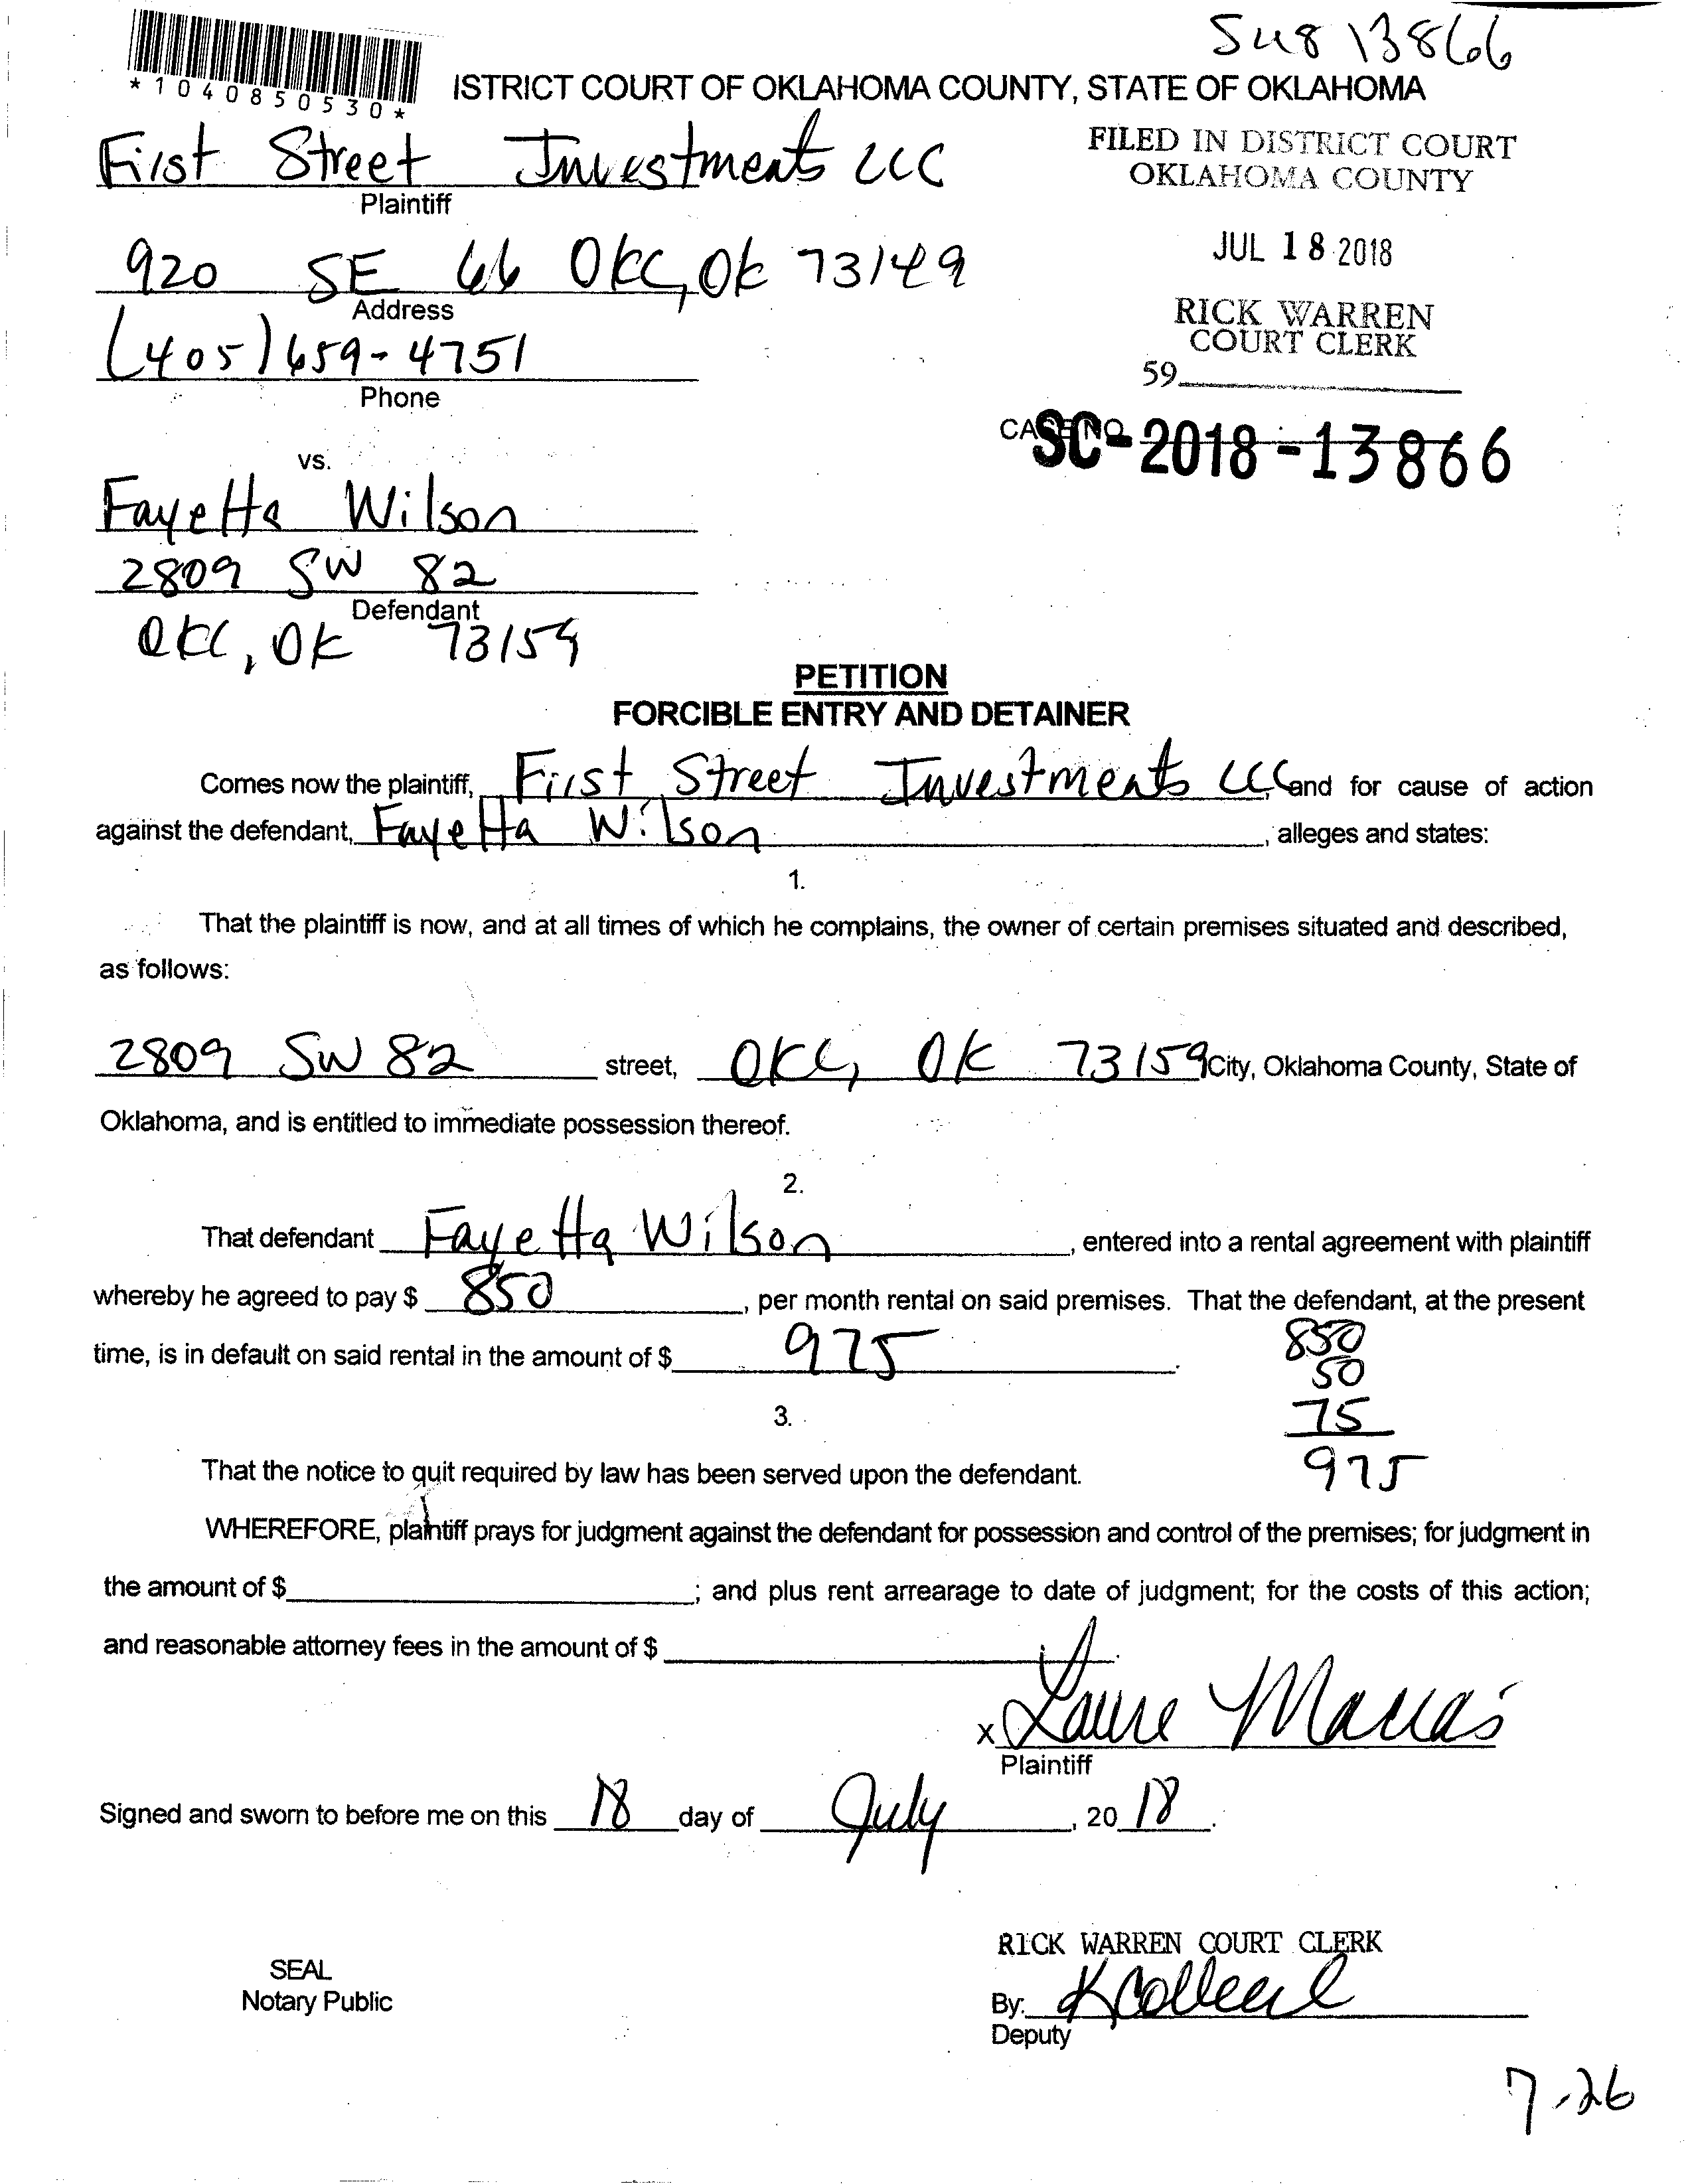 Su8 13866
*1040850530*
ISTRICT COURT OF OKLAHOMA COUNTY, STATE OF OKLAHOMA
First Street Investments LLC
Plaintiff
FILED IN DISTRICT COURT
OKLAHOMA COUNTY
920 SE 66 OKC, Ok 73149
Address
JUL 18 2018
(405) 659-4751
Phone
RICK WARREN
COURT CLERK
59
CASE NO. SC-2018-13866
vs.
Fayetta Wilson
2809 SW 82
Defendant
OKC, OK 73159
PETITION
FORCIBLE ENTRY AND DETAINER
Comes now the plaintiff, First Street Investments LLC, and for cause of action
against the defendant, Fayetta Wilson, alleges and states:
1.
That the plaintiff is now, and at all times of which he complains, the owner of certain premises situated and described,
as follows:
2809 SW 82 street, OKC, OK 73159 City, Oklahoma County, State of
Oklahoma, and is entitled to immediate possession thereof.
2.
That defendant Fayetta Wilson, entered into a rental agreement with plaintiff
whereby he agreed to pay $ 850, per month rental on said premises. That the defendant, at the present
time, is in default on said rental in the amount of $ 975.
850
50
75
975
3.
That the notice to quit required by law has been served upon the defendant.
WHEREFORE, plaintiff prays for judgment against the defendant for possession and control of the premises; for judgment in
the amount of $ ; and plus rent arrearage to date of judgment; for the costs of this action;
and reasonable attorney fees in the amount of $ .
x Laure Macias
Plaintiff
Signed and sworn to before me on this 18 day of July, 20 18.
SEAL
Notary Public
RICK WARREN COURT CLERK
By:
Deputy
7-26